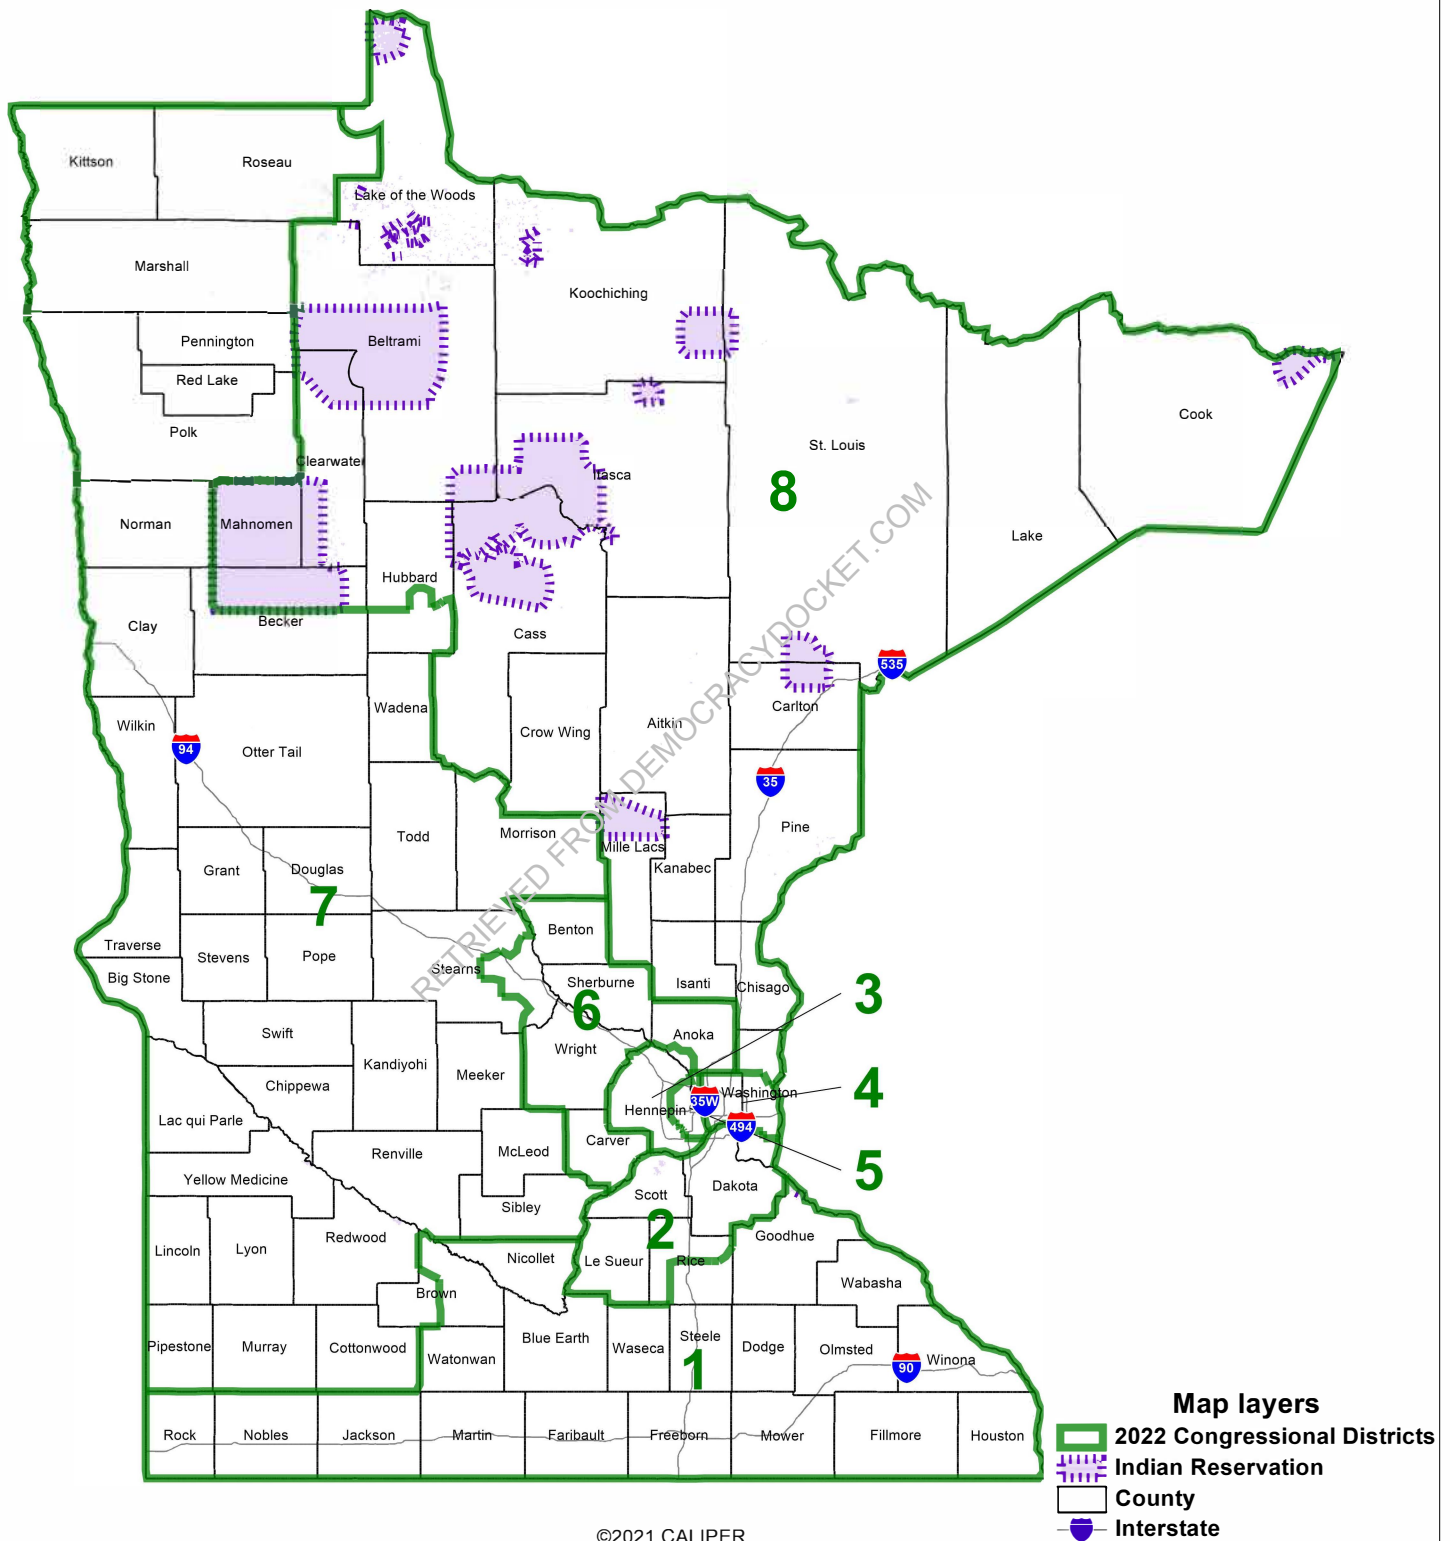 Kittson
Roseau
Lake of the Woods
Marshall
Koochiching
Pennington
Beltrami
Red Lake
Cook
Polk
St. Louis
Clearwater
Itasca
8
Norman
Mahnomen
Lake
Hubbard
Clay
Becker
Cass
535
Wadena
Carlton
Wilkin
Aitkin
Crow Wing
94
Otter Tail
35
Pine
Todd
Morrison
Mille Lacs
Kanabec
Grant
Douglas
7
Benton
Traverse
Stevens
Pope
Stearns
Big Stone
Sherburne
Isanti
Chisago
3
6
Swift
Anoka
Wright
Kandiyohi
Meeker
Chippewa
Washington
4
35W
Hennepin
Lac qui Parle
494
Carver
Renville
McLeod
5
Yellow Medicine
Dakota
Scott
Sibley
2
Redwood
Goodhue
Lincoln
Lyon
Nicollet
Le Sueur
Rice
Wabasha
Brown
Blue Earth
Steele
Pipestone
Murray
Cottonwood
Waseca
Dodge
Olmsted
Watonwan
1
90
Winona
Rock
Nobles
Jackson
Martin
Faribault
Freeborn
Mower
Fillmore
Houston
RETRIEVED FROM DEMOCRACYDOCKET.COM
Map layers
2022 Congressional Districts
Indian Reservation
County
Interstate
©2021 CALIPER